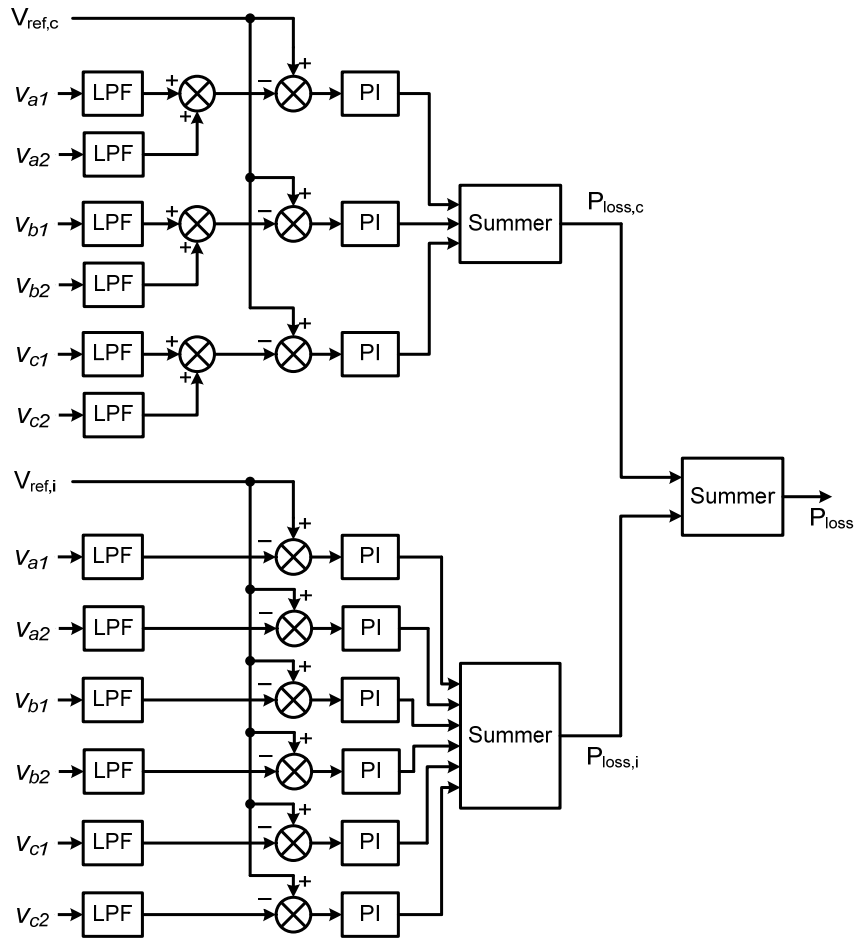 V_ref,c
+
v_a1 LPF + − PI
+
v_a2 LPF
+
v_b1 LPF + − PI
+
v_b2 LPF
Summer P_loss,c
+
v_c1 LPF + − PI
+
v_c2 LPF
V_ref,i
Summer
P_loss
+
v_a1 LPF − PI
+
v_a2 LPF − PI
+
v_b1 LPF − PI
Summer
P_loss,i
+
v_b2 LPF − PI
+
v_c1 LPF − PI
+
v_c2 LPF − PI